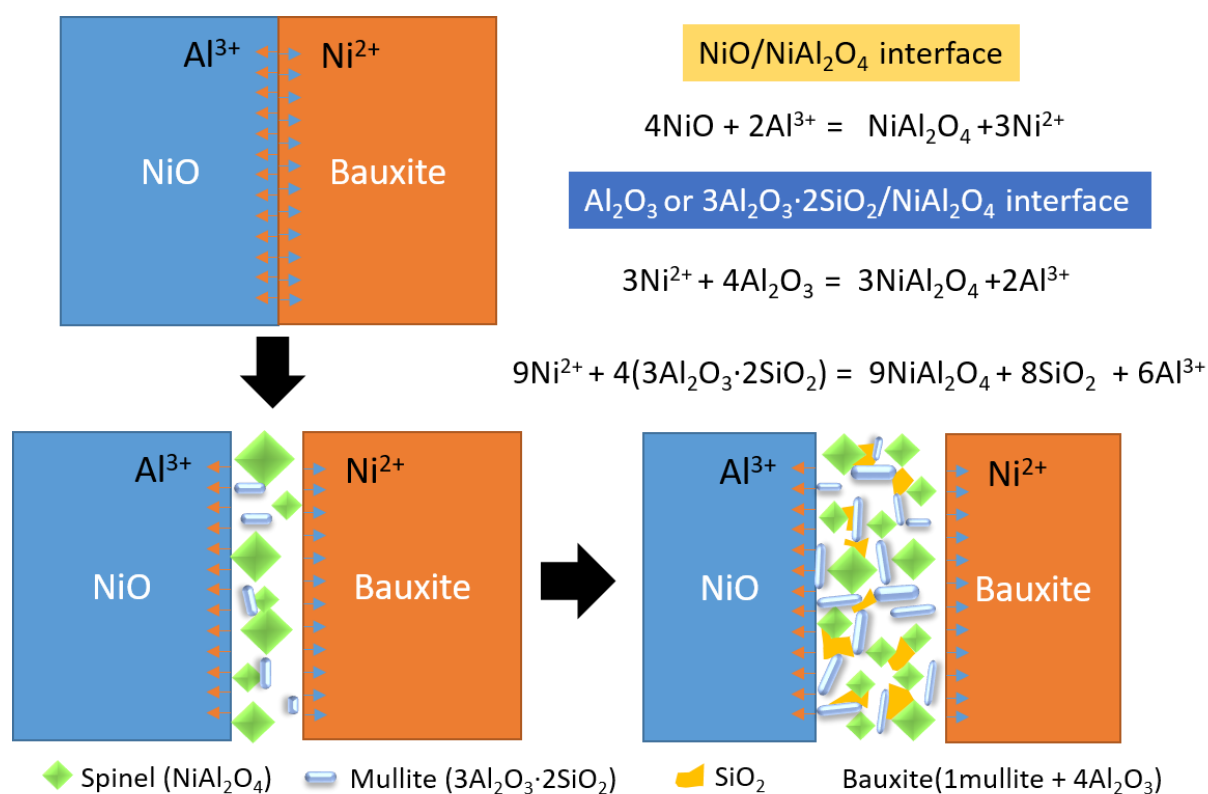 Al³⁺ Ni²⁺
NiO Bauxite
NiO/NiAl₂O₄ interface
4NiO + 2Al³⁺ = NiAl₂O₄ +3Ni²⁺
Al₂O₃ or 3Al₂O₃·2SiO₂/NiAl₂O₄ interface
3Ni²⁺ + 4Al₂O₃ = 3NiAl₂O₄ +2Al³⁺
9Ni²⁺ + 4(3Al₂O₃·2SiO₂) = 9NiAl₂O₄ + 8SiO₂ + 6Al³⁺
Al³⁺ Ni²⁺
NiO Bauxite
Al³⁺ Ni²⁺
NiO Bauxite
Spinel (NiAl₂O₄) Mullite (3Al₂O₃·2SiO₂) SiO₂ Bauxite(1mullite + 4Al₂O₃)